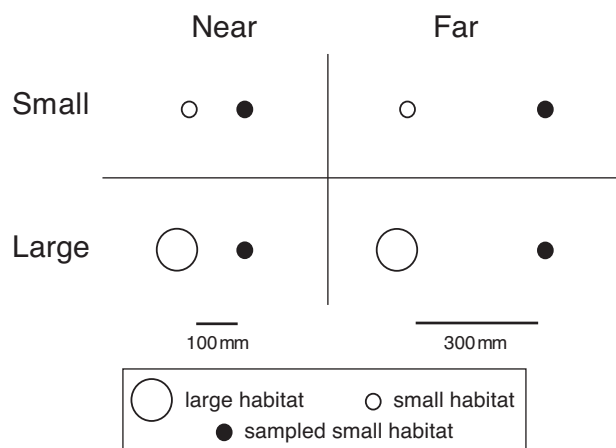 Near Far
Small
Large
100 mm 300 mm
large habitat small habitat
sampled small habitat